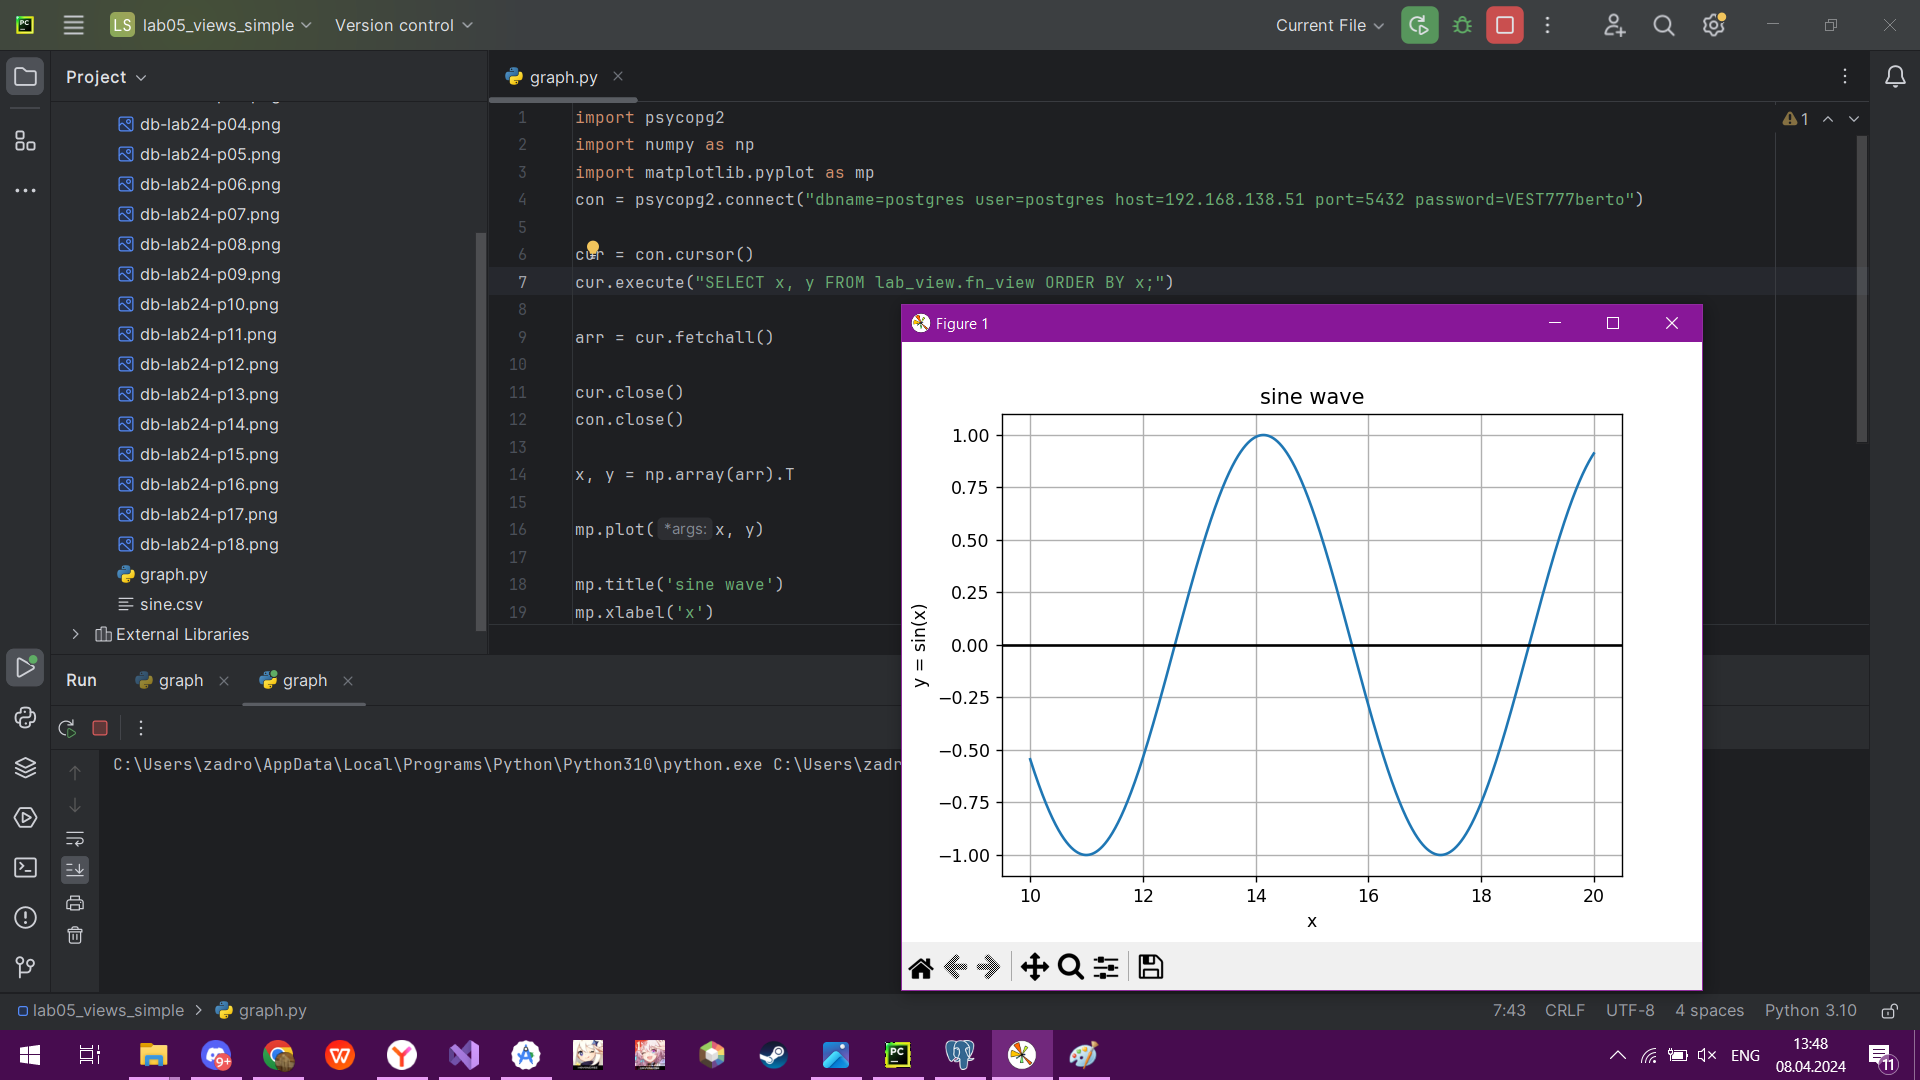 LS lab05_views_simple Version control Current File
Project
graph.py
db-lab24-p04.png
db-lab24-p05.png
db-lab24-p06.png
db-lab24-p07.png
db-lab24-p08.png
db-lab24-p09.png
db-lab24-p10.png
db-lab24-p11.png
db-lab24-p12.png
db-lab24-p13.png
db-lab24-p14.png
db-lab24-p15.png
db-lab24-p16.png
db-lab24-p17.png
db-lab24-p18.png
graph.py
sine.csv
External Libraries
1 import psycopg2
2 import numpy as np
3 import matplotlib.pyplot as mp
4 con = psycopg2.connect("dbname=postgres user=postgres host=192.168.138.51 port=5432 password=VEST777berto")
5
6 cur = con.cursor()
7 cur.execute("SELECT x, y FROM lab_view.fn_view ORDER BY x;")
8
9 arr = cur.fetchall()
10
11 cur.close()
12 con.close()
13
14 x, y = np.array(arr).T
15
16 mp.plot( *args: x, y)
17
18 mp.title('sine wave')
19 mp.xlabel('x')
1
Figure 1
sine wave
1.00
0.75
0.50
0.25
0.00
−0.25
−0.50
−0.75
−1.00
y = sin(x)
10 12 14 16 18 20
x
Run graph graph
C:\Users\zadro\AppData\Local\Programs\Python\Python310\python.exe C:\Users\zadr
lab05_views_simple graph.py
7:43 CRLF UTF-8 4 spaces Python 3.10
9+
PC
ENG
13:48
08.04.2024
11